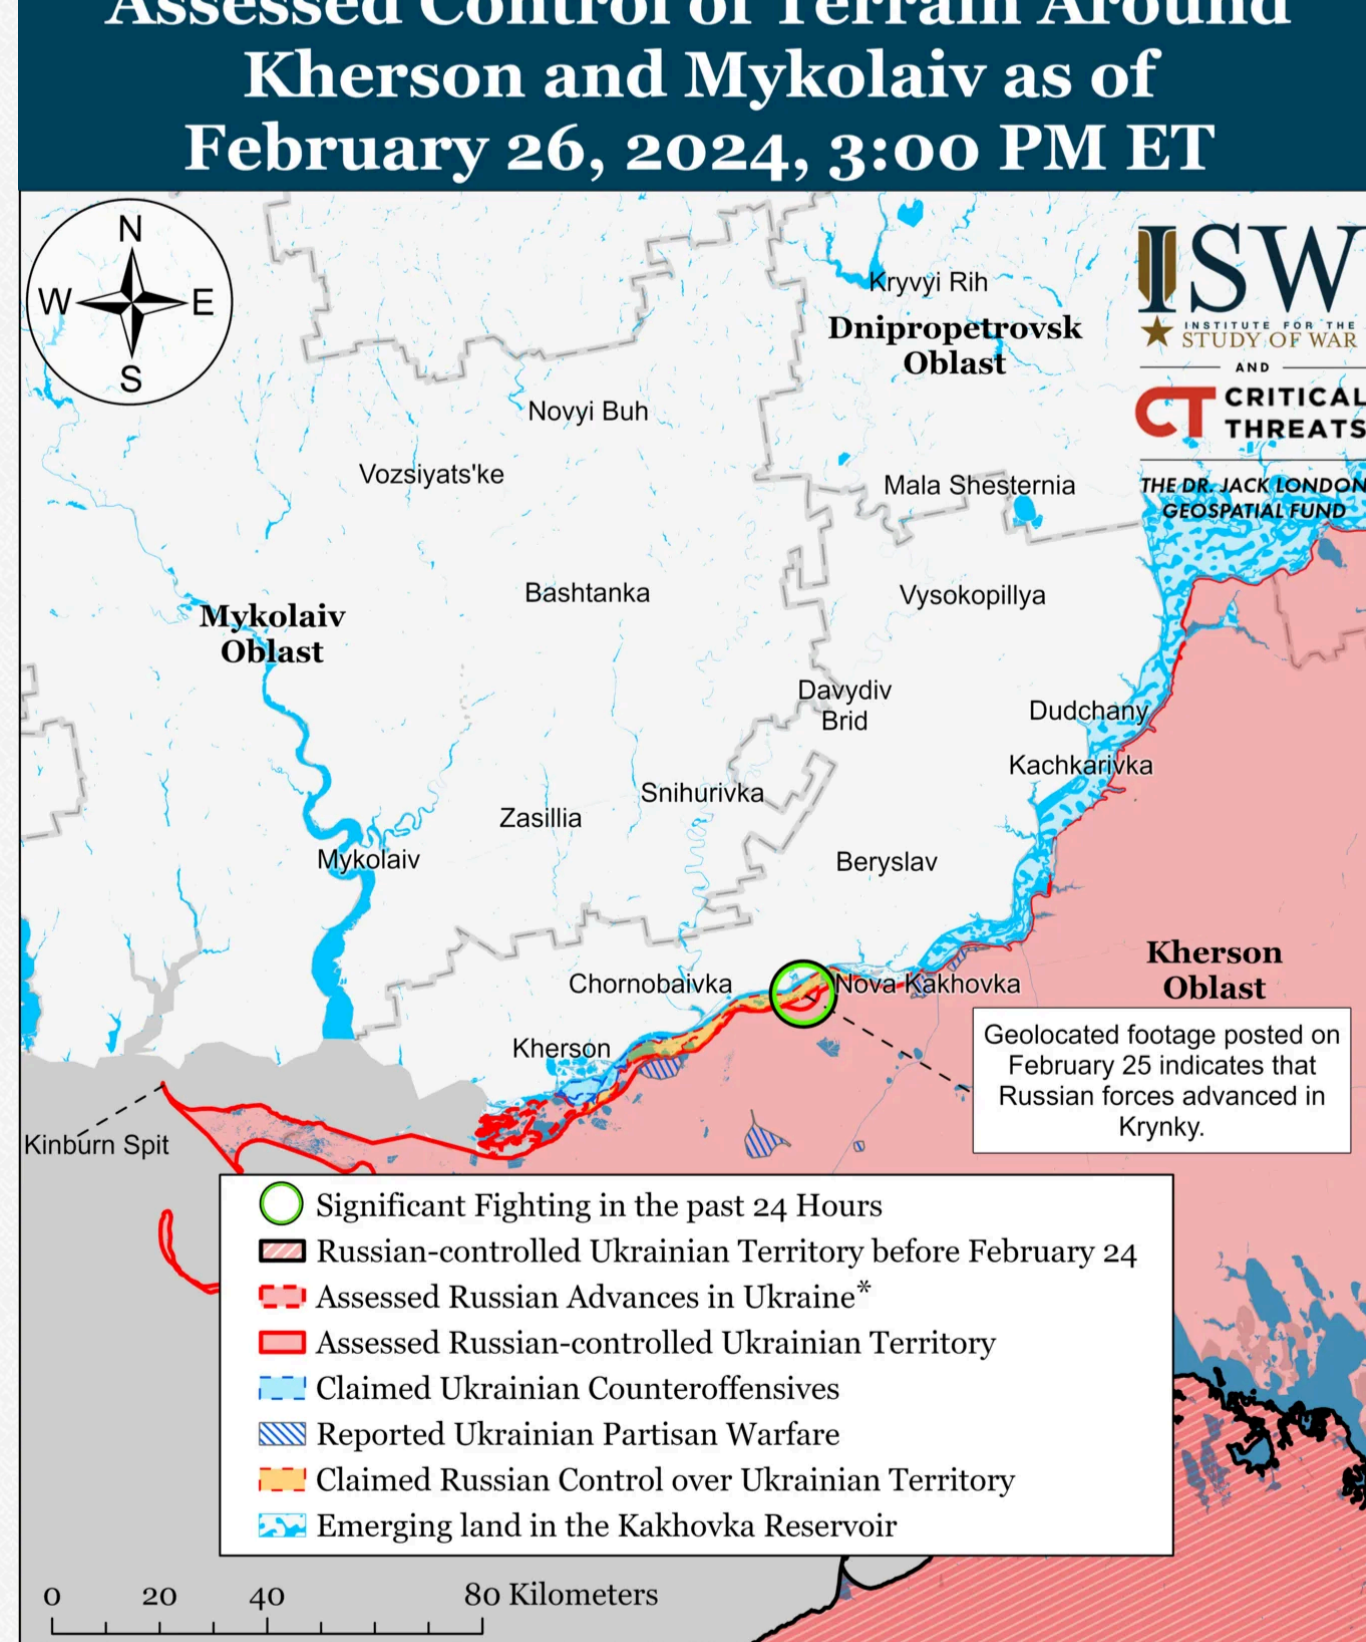 Assessed Control of Terrain Around
Kherson and Mykolaiv as of
February 26, 2024, 3:00 PM ET
N
W E
S
ISW
INSTITUTE FOR THE
STUDY OF WAR
AND
CT CRITICAL
THREATS
THE DR. JACK LONDON
GEOSPATIAL FUND
Kryvyi Rih
Dnipropetrovsk
Oblast
Novyi Buh
Vozsiyats'ke
Mala Shesternia
Bashtanka
Vysokopillya
Mykolaiv
Oblast
Davydiv
Brid
Dudchany
Kachkarivka
Snihurivka
Zasillia
Mykolaiv
Beryslav
Kherson
Oblast
Chornobaivka
Nova Kakhovka
Kherson
Geolocated footage posted on
February 25 indicates that
Russian forces advanced in
Krynky.
Kinburn Spit
Significant Fighting in the past 24 Hours
Russian-controlled Ukrainian Territory before February 24
Assessed Russian Advances in Ukraine*
Assessed Russian-controlled Ukrainian Territory
Claimed Ukrainian Counteroffensives
Reported Ukrainian Partisan Warfare
Claimed Russian Control over Ukrainian Territory
Emerging land in the Kakhovka Reservoir
0 20 40 80 Kilometers